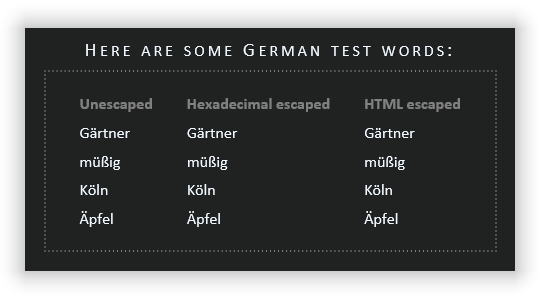 Here are some German test words:
Unescaped Hexadecimal escaped HTML escaped
Gärtner Gärtner Gärtner
müßig müßig müßig
Köln Köln Köln
Äpfel Äpfel Äpfel